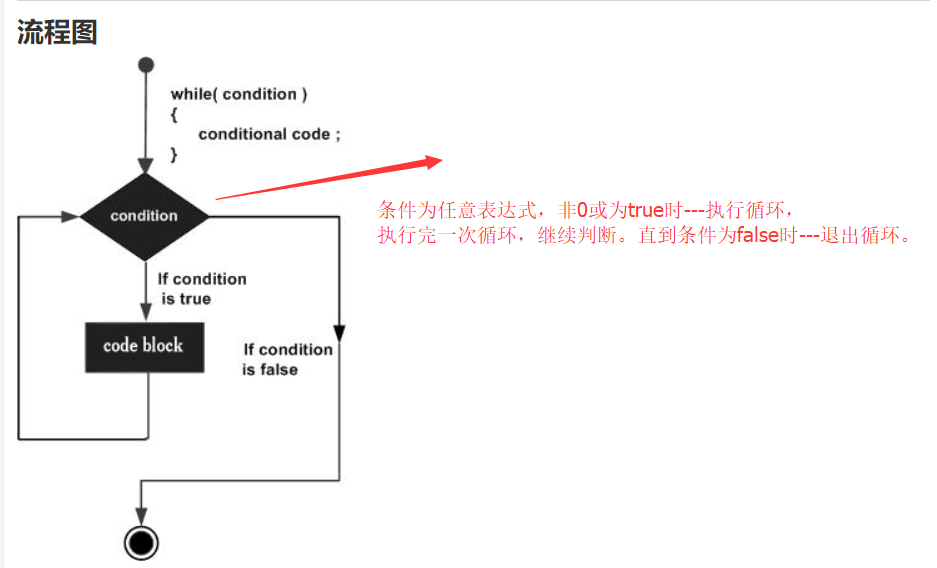 流程图
while( condition )
{
conditional code ;
}
condition
条件为任意表达式，非0或为true时---执行循环，
执行完一次循环，继续判断。直到条件为false时---退出循环。
If condition
is true
code block
If condition
is false